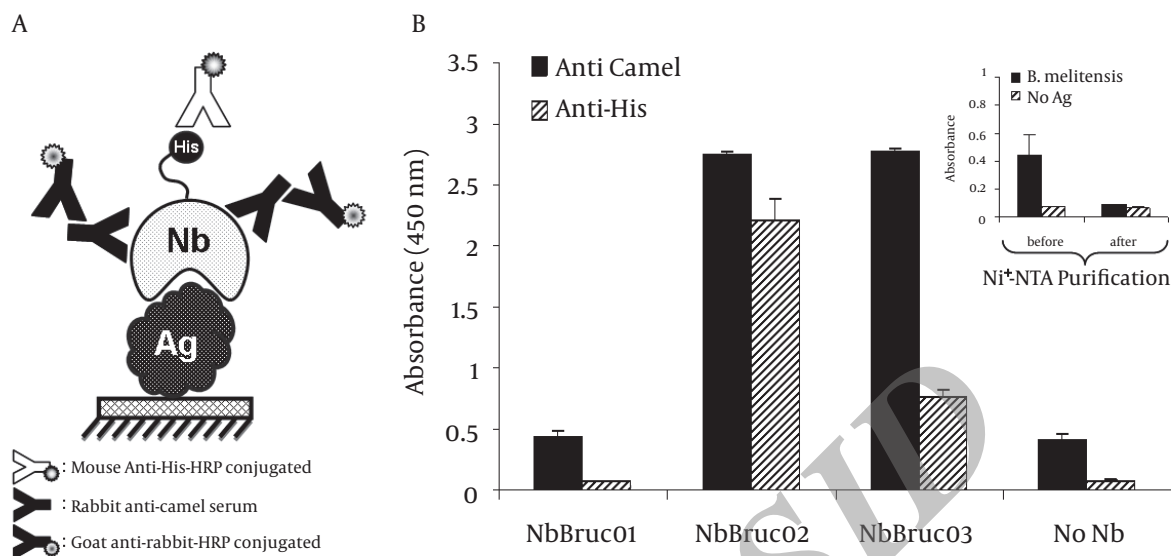 A
His
Nb
Ag
: Mouse Anti-His-HRP conjugated
: Rabbit anti-camel serum
: Goat anti-rabbit-HRP conjugated
B
Absorbance (450 nm)
3.5
3
2.5
2
1.5
1
0.5
0
Anti Camel
Anti-His
NbBruc01
NbBruc02
NbBruc03
No Nb
Absorbance
1
0.8
0.6
0.4
0.2
0
B. melitensis
No Ag
before
after
Ni⁺-NTA Purification
SID